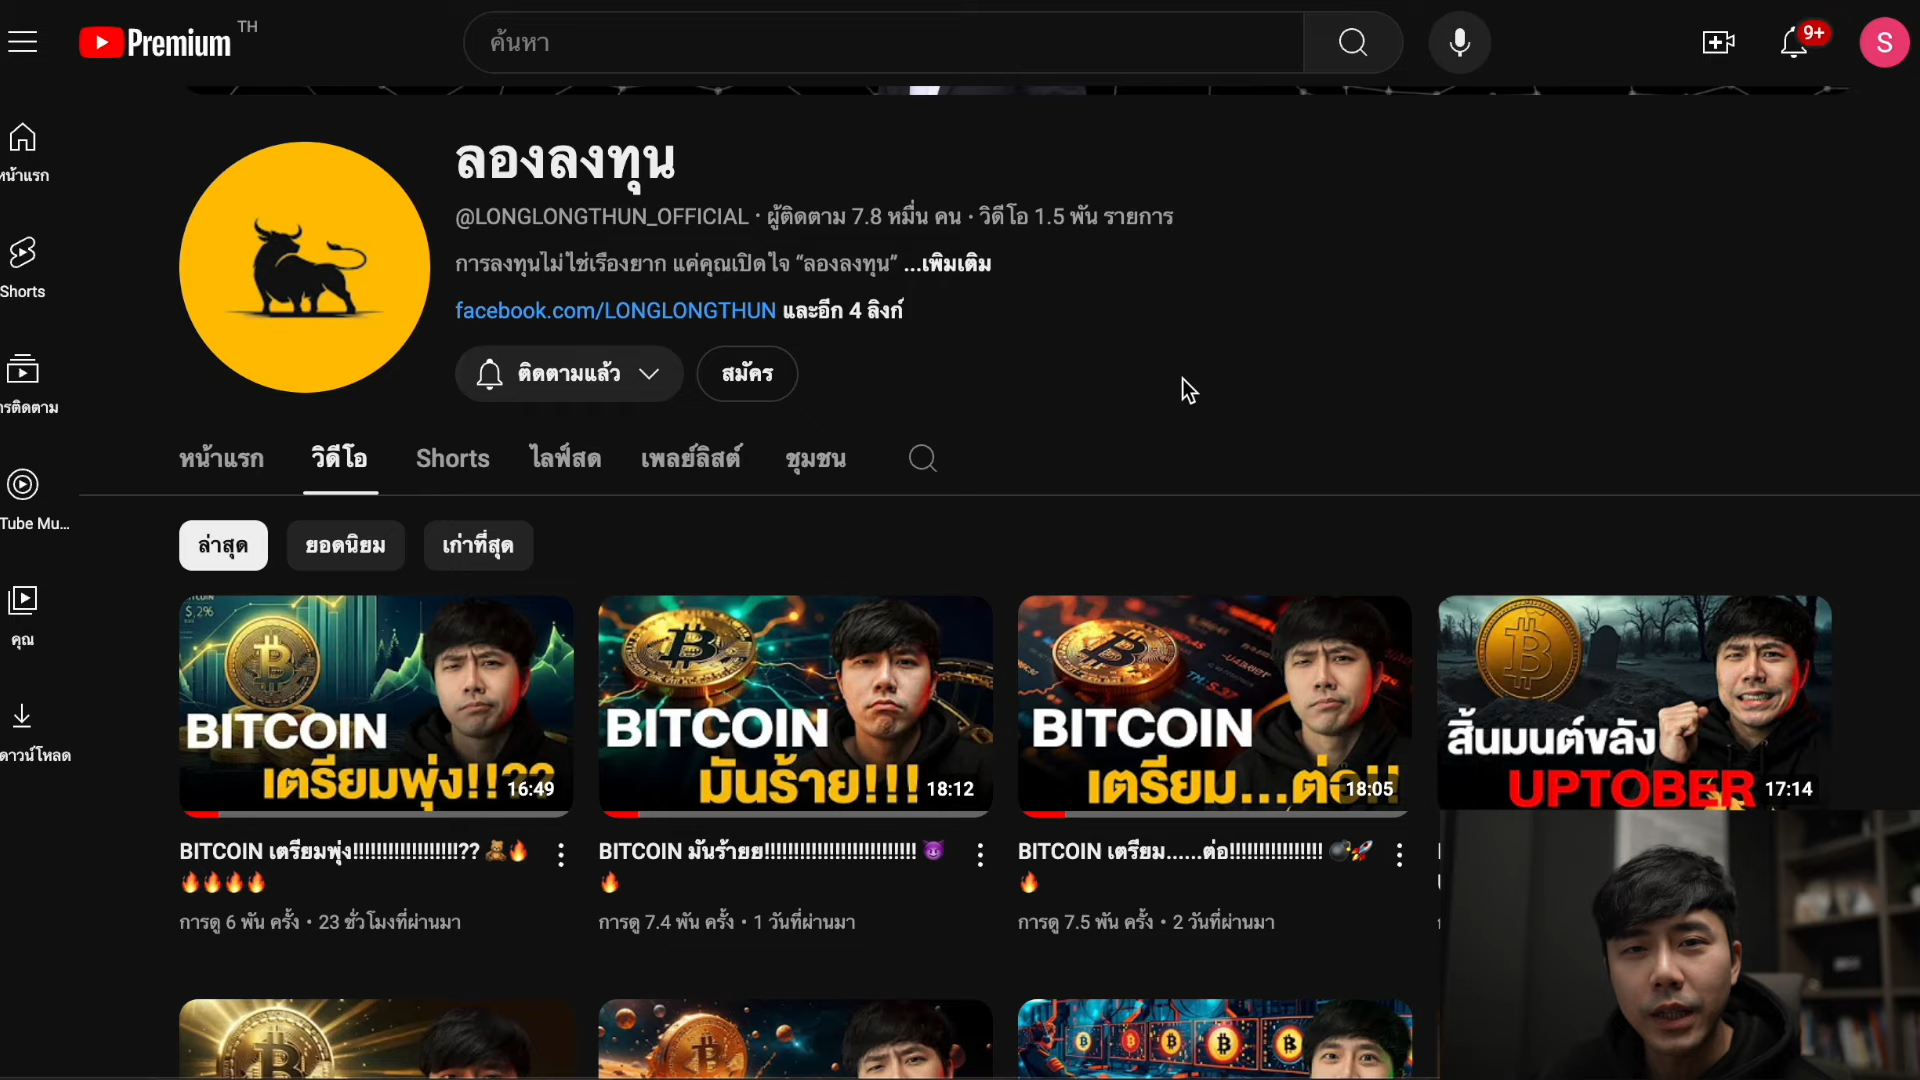 Premium TH
ค้นหา
9+
S
หน้าแรก
Shorts
การติดตาม
Tube Mu...
คุณ
ดาวน์โหลด
ลองลงทุน
@LONGLONGTHUN_OFFICIAL · ผู้ติดตาม 7.8 หมื่น คน · วิดีโอ 1.5 พัน รายการ
การลงทุนไม่ใช่เรื่องยาก แค่คุณเปิดใจ “ลองลงทุน” ...เพิ่มเติม
facebook.com/LONGLONGTHUN และอีก 4 ลิงก์
ติดตามแล้ว สมัคร
หน้าแรก วิดีโอ Shorts ไลฟ์สด เพลย์ลิสต์ ชุมชน
ล่าสุด ยอดนิยม เก่าที่สุด
BITCOIN
เตรียมพุ่ง!!??
16:49
BITCOIN
มันร้าย!!!
18:12
BITCOIN
เตรียม...ต่อ!!
18:05
สิ้นมนต์ขลัง
UPTOBER
17:14
BITCOIN เตรียมพุ่ง!!!!!!!!!!!!!!!!!!?? 🧸🔥
🔥🔥🔥🔥
การดู 6 พัน ครั้ง • 23 ชั่วโมงที่ผ่านมา
BITCOIN มันร้ายย!!!!!!!!!!!!!!!!!!!!!!!!!! 😈
🔥
การดู 7.4 พัน ครั้ง • 1 วันที่ผ่านมา
BITCOIN เตรียม......ต่อ!!!!!!!!!!!!!!!! 💣🚀
🔥
การดู 7.5 พัน ครั้ง • 2 วันที่ผ่านมา